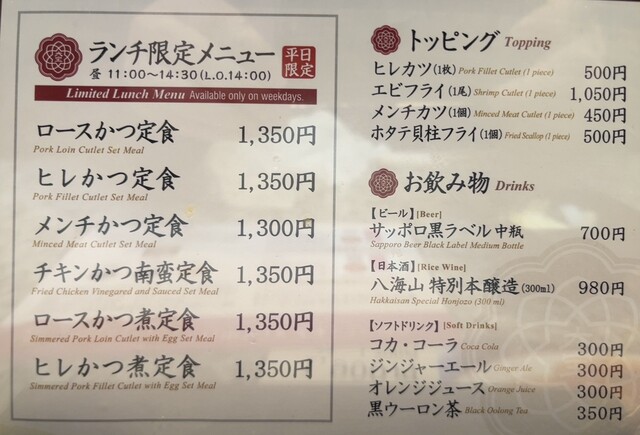 ランチ限定メニュー
平日限定
昼 11:00〜14:30(L.O.14:00)
Limited Lunch Menu Available only on weekdays.
ロースかつ定食 1,350円
Pork Loin Cutlet Set Meal
ヒレかつ定食 1,350円
Pork Fillet Cutlet Set Meal
メンチかつ定食 1,300円
Minced Meat Cutlet Set Meal
チキンかつ南蛮定食 1,350円
Fried Chicken Vinegared and Sauced Set Meal
ロースかつ煮定食 1,350円
Simmered Pork Loin Cutlet with Egg Set Meal
ヒレかつ煮定食 1,350円
Simmered Pork Fillet Cutlet with Egg Set Meal
トッピング Topping
ヒレカツ(1枚) Pork Fillet Cutlet (1 piece) 500円
エビフライ(1尾) Shrimp Cutlet (1 piece) 1,050円
メンチカツ(1個) Minced Meat Cutlet (1 piece) 450円
ホタテ貝柱フライ(1個) Fried Scallop (1 piece) 500円
お飲み物 Drinks
【ビール】[Beer]
サッポロ黒ラベル 中瓶 700円
Sapporo Beer Black Label Medium Bottle
【日本酒】[Rice Wine]
八海山 特別本醸造(300ml) 980円
Hakkaisan Special Honjozo (300 ml)
【ソフトドリンク】[Soft Drinks]
コカ・コーラ Coca Cola 300円
ジンジャーエール Ginger Ale 300円
オレンジジュース Orange Juice 300円
黒ウーロン茶 Black Oolong Tea 350円